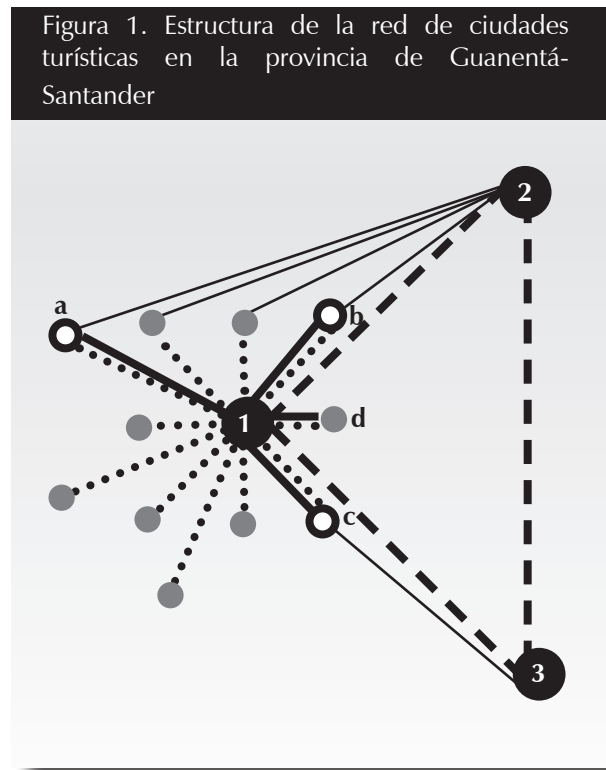 Figura 1. Estructura de la red de ciudades
turísticas en la provincia de Guanentá-
Santander
2
a
b
1
d
c
3